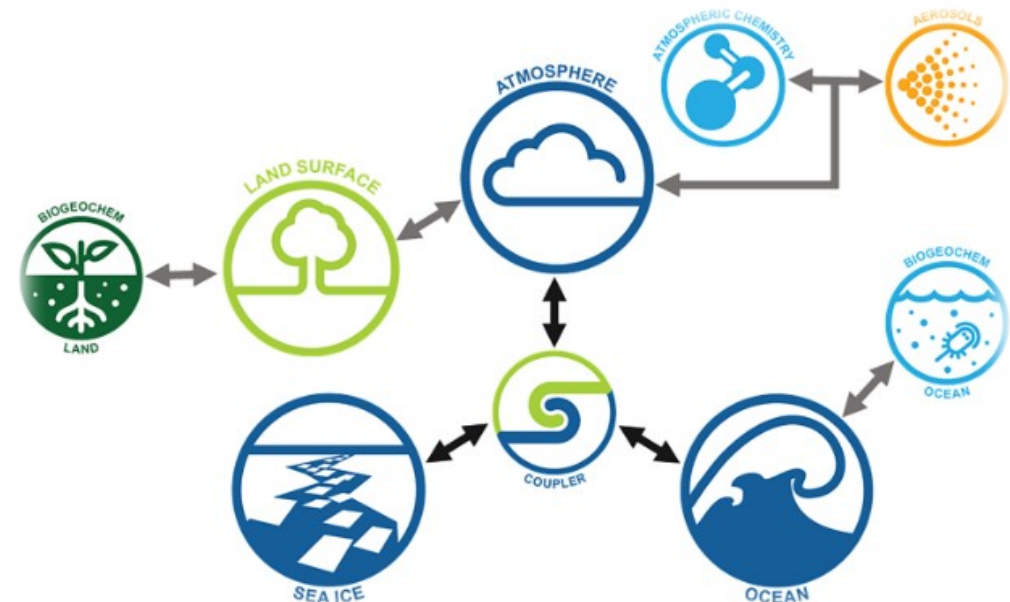 ATMOSPHERIC CHEMISTRY
AEROSOLS
ATMOSPHERE
LAND SURFACE
BIOGEOCHEM
LAND
BIOGEOCHEM
OCEAN
COUPLER
SEA ICE
OCEAN